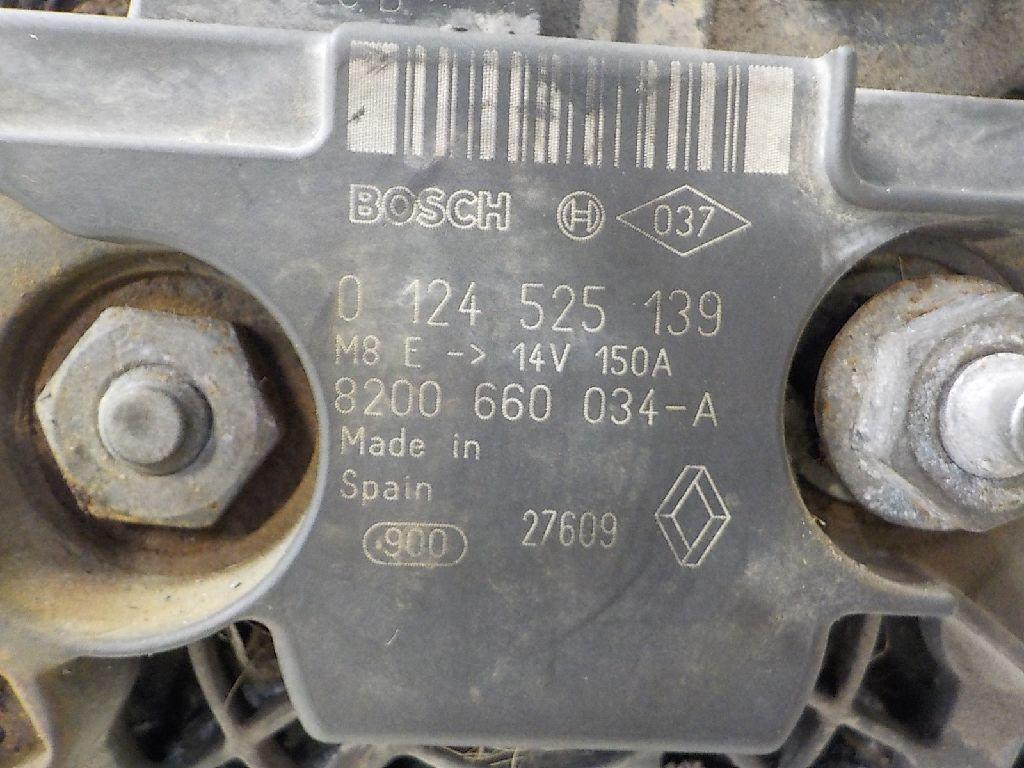 BOSCH H 037
0 124 525 139
M8 E -> 14V 150A
8200 660 034-A
Made in
Spain
900 27609